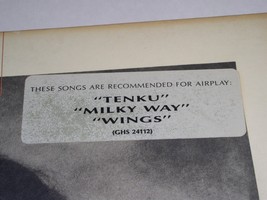 THESE SONGS ARE RECOMMENDED FOR AIRPLAY:
"TENKU"
"MILKY WAY"
"WINGS"
(GHS 24112)